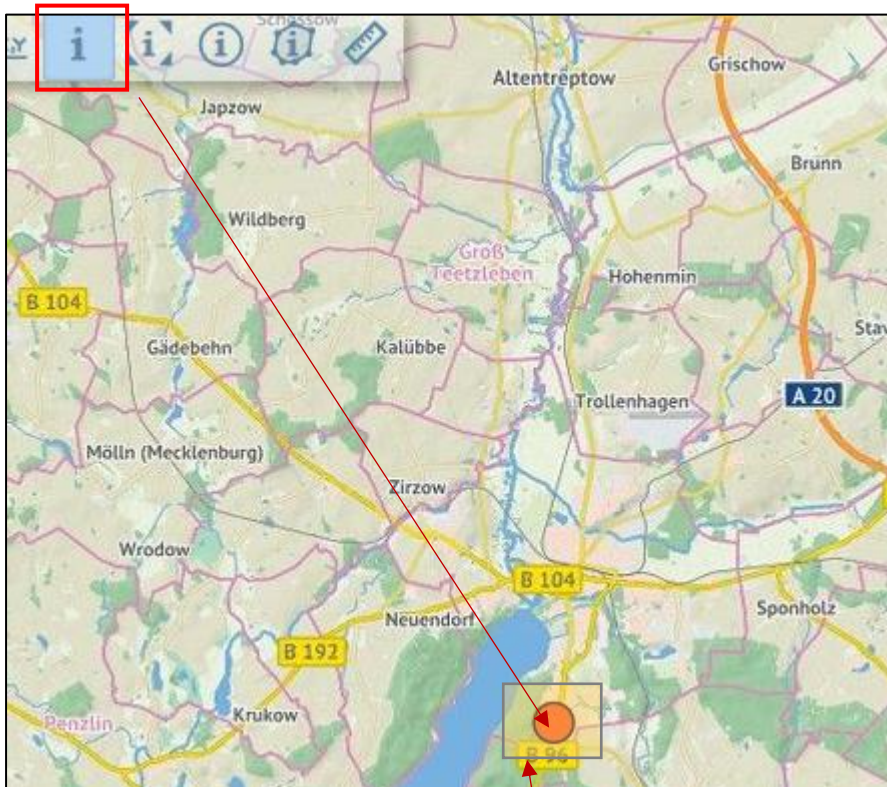 Altentreptow
Grischow
Japzow
Brunn
Wildberg
Groß
Teetzleben
Hohenmin
B 104
Gädebehn
Kalübbe
A 20
Trollenhagen
Mölln (Mecklenburg)
Zirzow
Wrodow
B 104
Neuendorf
Sponholz
B 192
Penzlin
Krukow
B 96